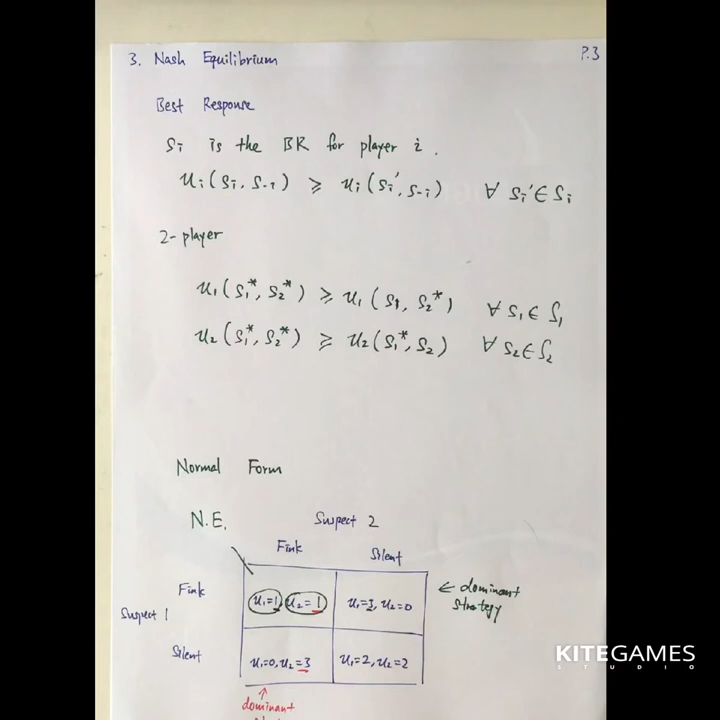 3. Nash Equilibrium P.3
Best Response
Si is the BR for player i.
Ui(Si, S-i) ⩾ Ui(Si', S-i) ∀ Si' ∈ Si
2-player
U1(S1*, S2*) ⩾ U1(S1, S2*) ∀ S1 ∈ S1
U2(S1*, S2*) ⩾ U2(S1*, S2) ∀ S2 ∈ S2
Normal Form
N.E. Suspect 2
Fink Silent
Fink U1=1, U2=1 U1=3, U2=0 ← dominant
strategy
Suspect 1
Silent U1=0, U2=3 U1=2, U2=2
↑
dominant
KITEGAMES
STUDIO